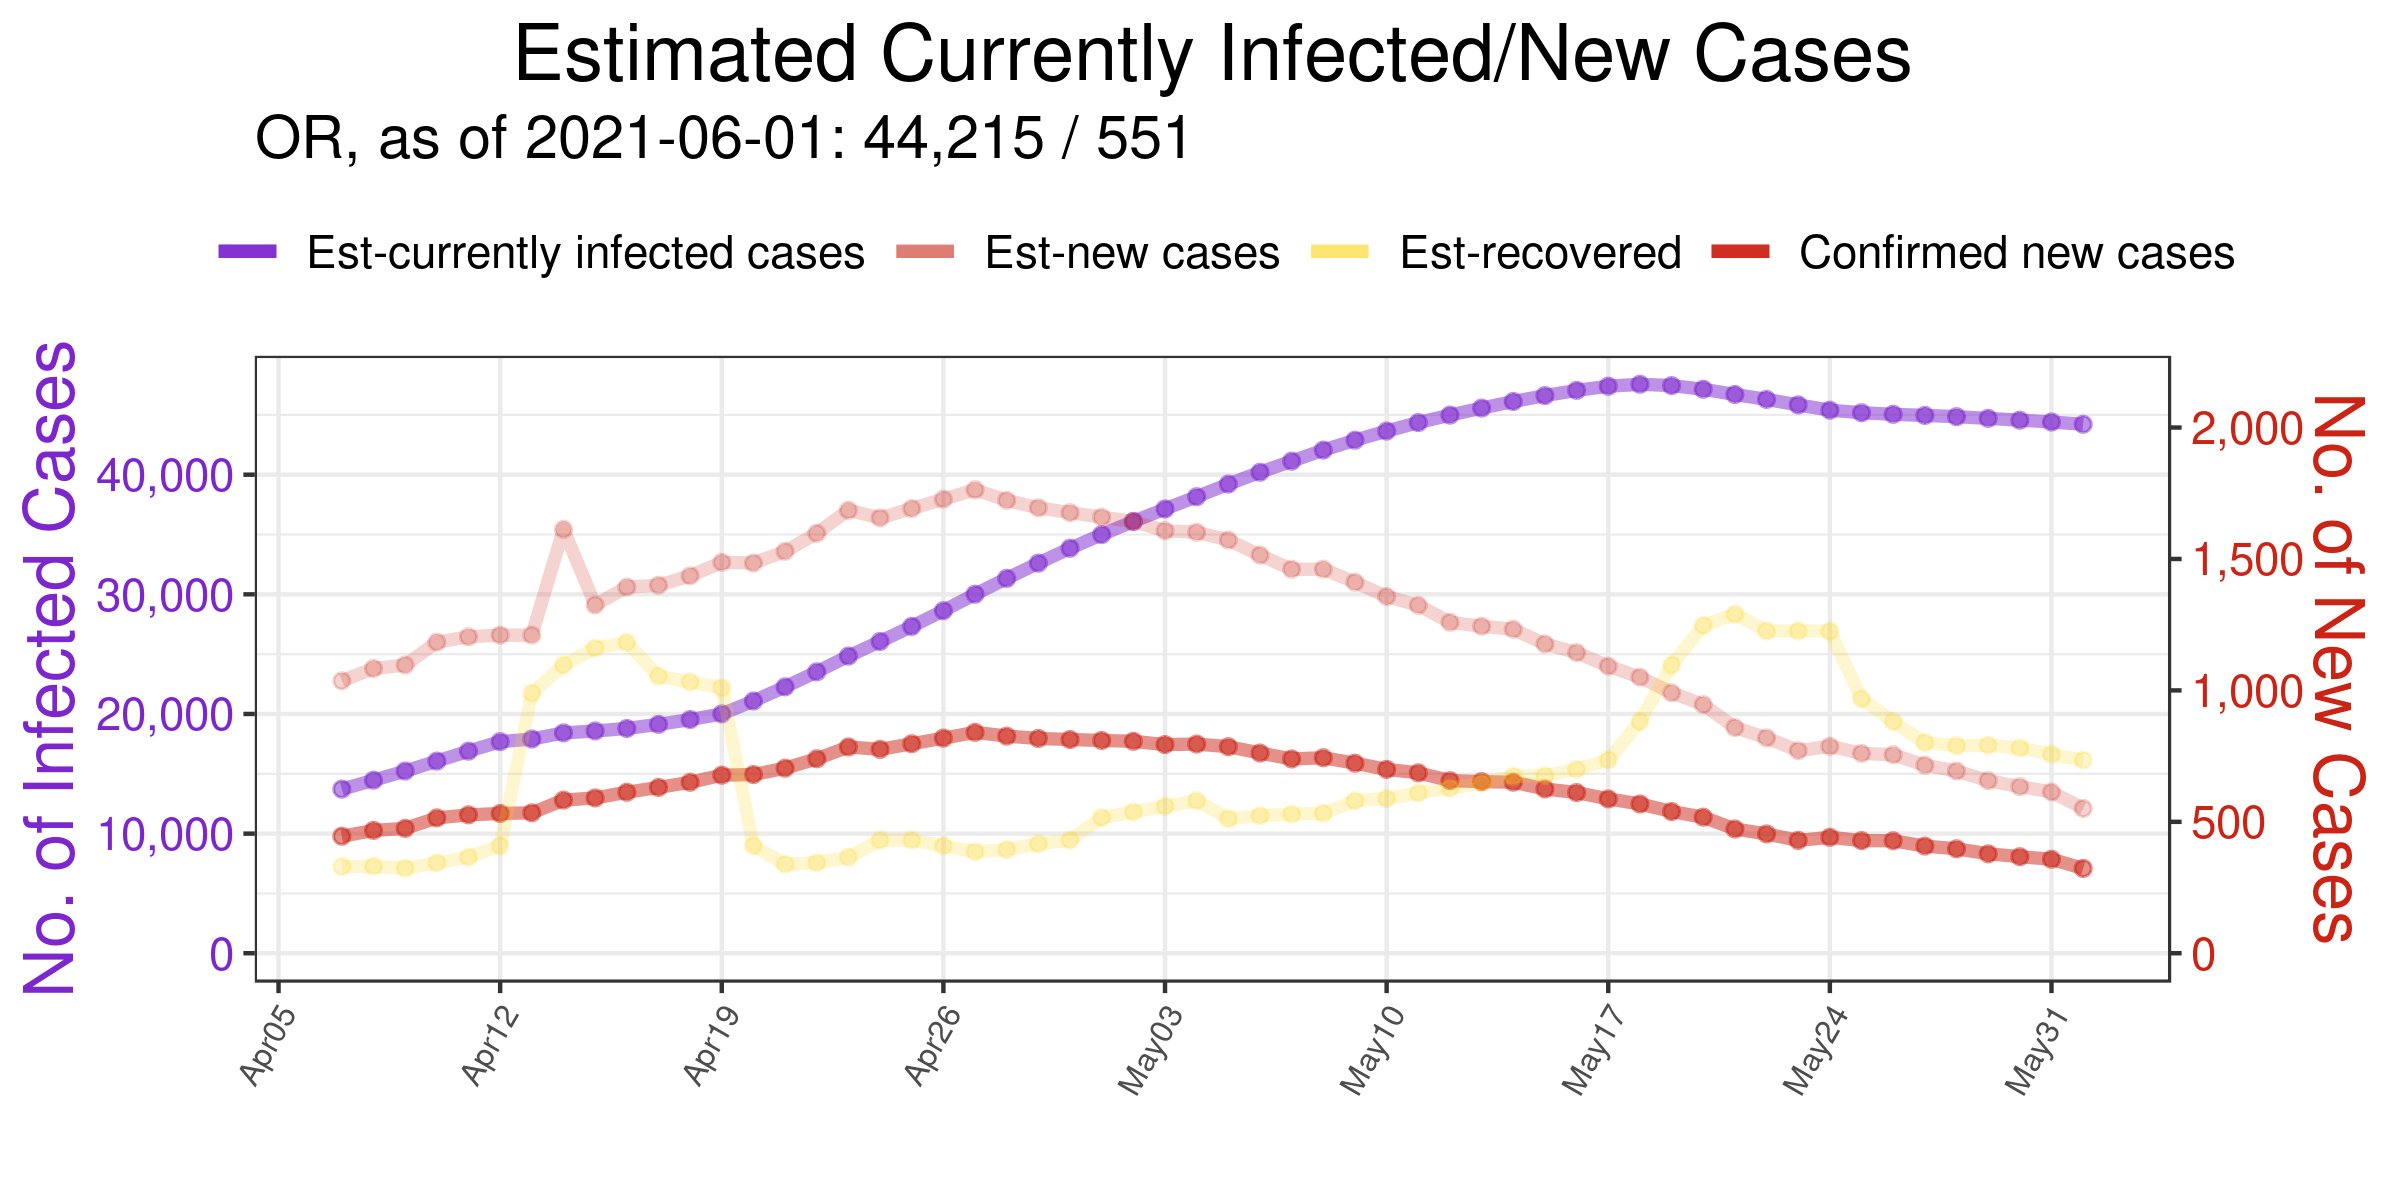 Estimated Currently Infected/New Cases
OR, as of 2021-06-01: 44,215 / 551
Est-currently infected cases Est-new cases Est-recovered Confirmed new cases
No. of Infected Cases
40,000
30,000
20,000
10,000
0
2,000
1,500
1,000
500
0
No. of New Cases
Apr05 Apr12 Apr19 Apr26 May03 May10 May17 May24 May31